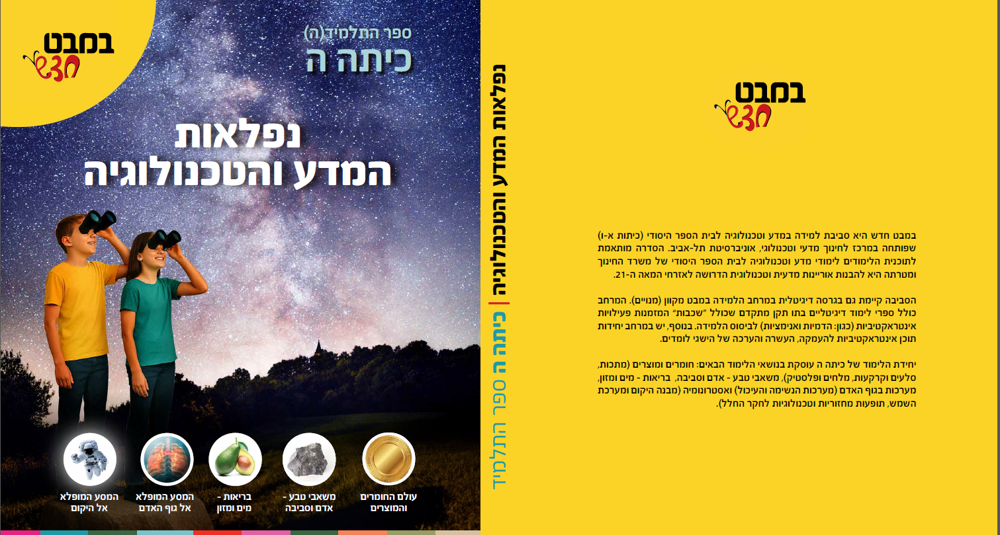 במבט
חדש
ספר התלמיד(ה)
כיתה ה
נפלאות
המדע והטכנולוגיה
עולם החומרים
והמוצרים
משאבי טבע -
אדם וסביבה
בריאות -
מים ומזון
המסע המופלא
אל גוף האדם
המסע המופלא
אל היקום
נפלאות המדע והטכנולוגיה | כיתה ה ספר התלמיד
במבט
חדש
במבט חדש היא סביבת למידה במדע וטכנולוגיה לבית הספר היסודי (כיתות א-ו)
שפותחה במרכז לחינוך מדעי וטכנולוגי, אוניברסיטת תל-אביב. הסדרה מותאמת
לתוכנית הלימודים לימודי מדע וטכנולוגיה לבית הספר היסודי של משרד החינוך
ומטרתה היא להבנות אוריינות מדעית וטכנולוגית הדרושה לאזרחי המאה ה-21.
הסביבה קיימת גם בגרסה דיגיטלית במרחב הלמידה במבט מקוון (מנויים). המרחב
כולל ספרי לימוד דיגיטליים בתו תקן מתקדם שכולל "שכבות" המזמנות פעילויות
אינטראקטיביות (כגון: הדמיות ואנימציות) לביסוס הלמידה. בנוסף, יש במרחב יחידות
תוכן אינטראקטיביות להעמקה, העשרה והערכה של הישגי לומדים.
יחידת הלימוד של כיתה ה עוסקת בנושאי הלימוד הבאים: חומרים ומוצרים (מתכות,
סלעים וקרקעות, מלחים ופלסטיק), משאבי טבע - אדם וסביבה, בריאות - מים ומזון,
מערכות בגוף האדם (מערכות הנשימה והעיכול) ואסטרונומיה (מבנה היקום ומערכת
השמש, תופעות מחזוריות וטכנולוגיות לחקר החלל).